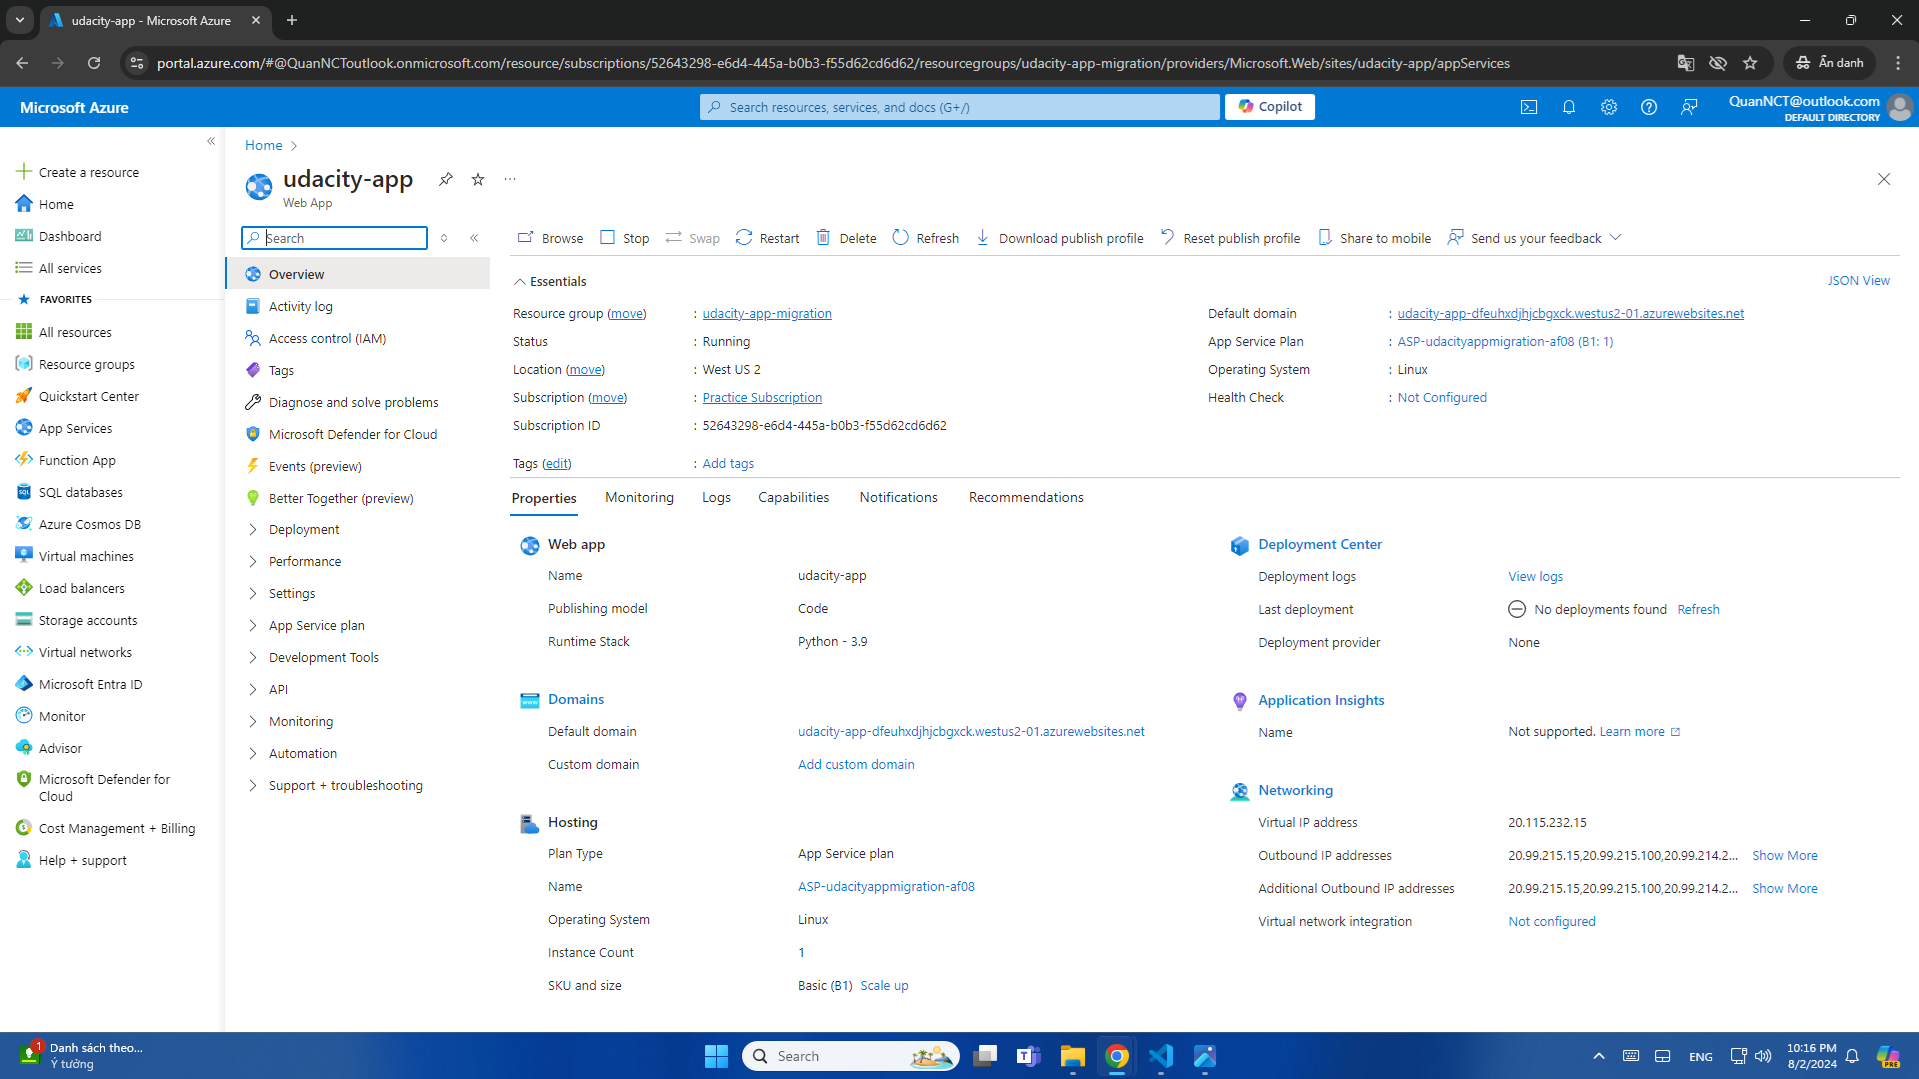 udacity-app - Microsoft Azure
portal.azure.com/#@QuanNCToutlook.onmicrosoft.com/resource/subscriptions/52643298-e6d4-445a-b0b3-f55d62cd6d62/resourcegroups/udacity-app-migration/providers/Microsoft.Web/sites/udacity-app/appServices
Ẩn danh
Microsoft Azure
Search resources, services, and docs (G+/)
Copilot
QuanNCT@outlook.com
DEFAULT DIRECTORY
Create a resource
Home
Dashboard
All services
FAVORITES
All resources
Resource groups
Quickstart Center
App Services
Function App
SQL databases
Azure Cosmos DB
Virtual machines
Load balancers
Storage accounts
Virtual networks
Microsoft Entra ID
Monitor
Advisor
Microsoft Defender for
Cloud
Cost Management + Billing
Help + support
Home
udacity-app
Web App
Search
Overview
Activity log
Access control (IAM)
Tags
Diagnose and solve problems
Microsoft Defender for Cloud
Events (preview)
Better Together (preview)
Deployment
Performance
Settings
App Service plan
Development Tools
API
Monitoring
Automation
Support + troubleshooting
Browse Stop Swap Restart Delete Refresh Download publish profile Reset publish profile Share to mobile Send us your feedback
Essentials
JSON View
Resource group (move) : udacity-app-migration
Status : Running
Location (move) : West US 2
Subscription (move) : Practice Subscription
Subscription ID : 52643298-e6d4-445a-b0b3-f55d62cd6d62
Tags (edit) : Add tags
Default domain : udacity-app-dfeuhxdjhjcbgxck.westus2-01.azurewebsites.net
App Service Plan : ASP-udacityappmigration-af08 (B1: 1)
Operating System : Linux
Health Check : Not Configured
Properties Monitoring Logs Capabilities Notifications Recommendations
Web app
Name udacity-app
Publishing model Code
Runtime Stack Python - 3.9
Domains
Default domain udacity-app-dfeuhxdjhjcbgxck.westus2-01.azurewebsites.net
Custom domain Add custom domain
Hosting
Plan Type App Service plan
Name ASP-udacityappmigration-af08
Operating System Linux
Instance Count 1
SKU and size Basic (B1) Scale up
Deployment Center
Deployment logs View logs
Last deployment No deployments found Refresh
Deployment provider None
Application Insights
Name Not supported. Learn more
Networking
Virtual IP address 20.115.232.15
Outbound IP addresses 20.99.215.15,20.99.215.100,20.99.214.2... Show More
Additional Outbound IP addresses 20.99.215.15,20.99.215.100,20.99.214.2... Show More
Virtual network integration Not configured
1
Danh sách theo...
Ý tưởng
Search
ENG
10:16 PM
8/2/2024
PRE